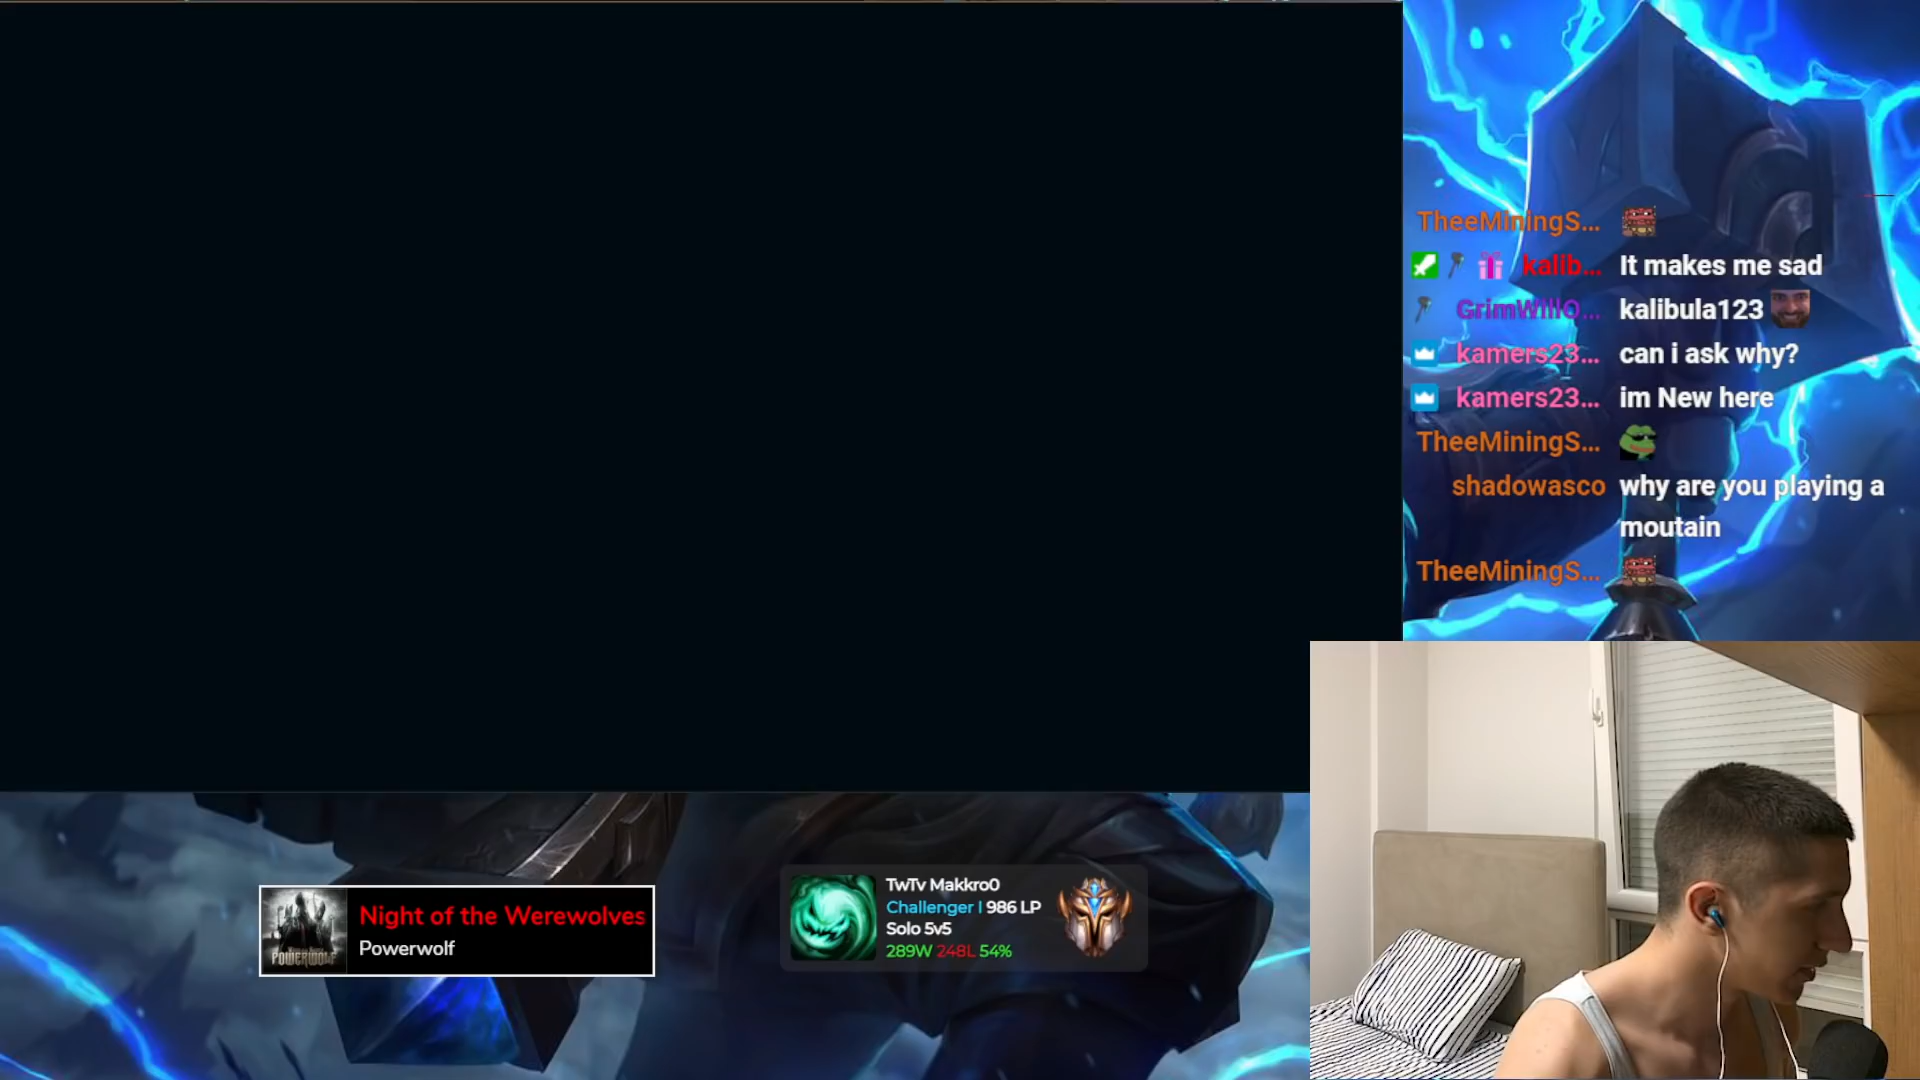 TheeMiningS...
kalib... It makes me sad
GrimWillO... kalibula123
kamers23... can i ask why?
kamers23... im New here
TheeMiningS...
shadowasco why are you playing a
moutain
TheeMiningS...
Night of the Werewolves
Powerwolf
POWERWOLF
TwTv Makkro0
Challenger I 986 LP
Solo 5v5
289W 248L 54%